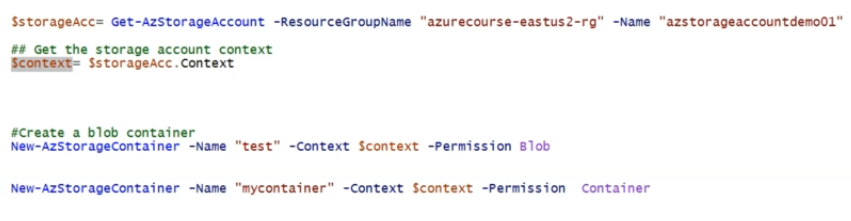 $storageAcc= Get-AzStorageAccount -ResourceGroupName "azurecourse-eastus2-rg" -Name "azstorageaccountdemo01"
## Get the storage account context
$context= $storageAcc.Context
#Create a blob container
New-AzStorageContainer -Name "test" -Context $context -Permission Blob
New-AzStorageContainer -Name "mycontainer" -Context $context -Permission  Container